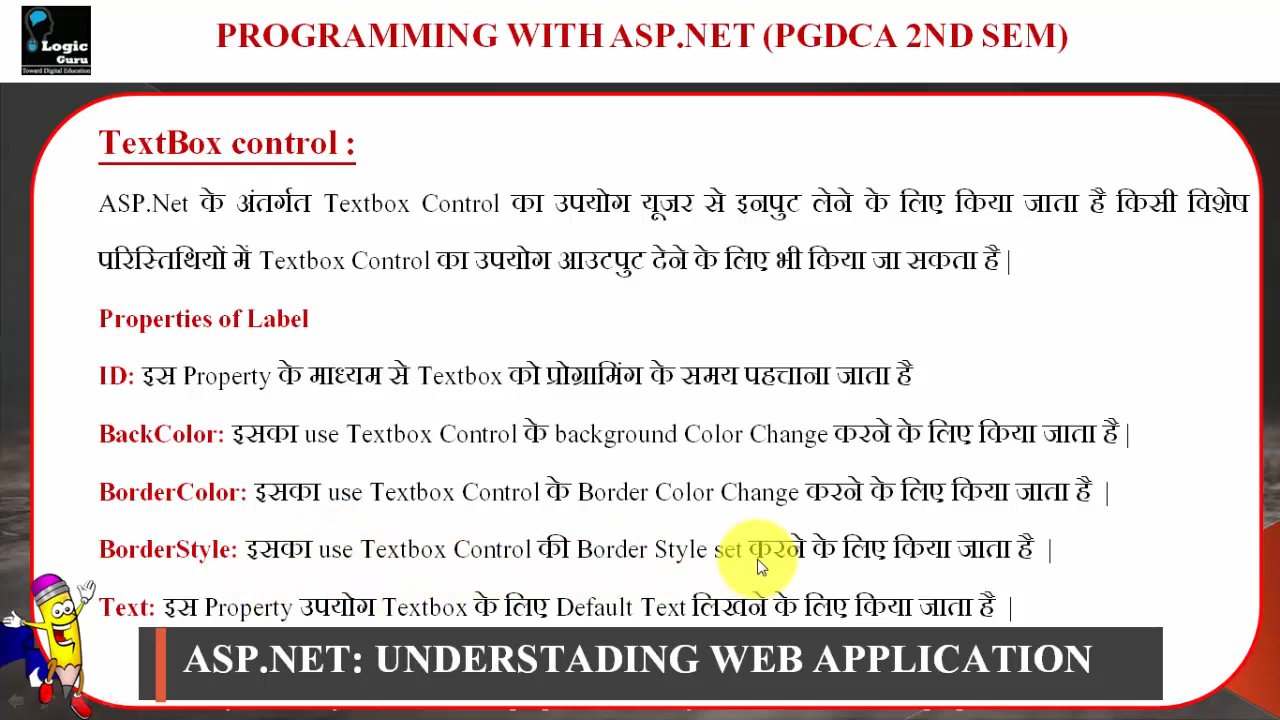 Logic
Guru
Toward Digital Education
PROGRAMMING WITH ASP.NET (PGDCA 2ND SEM)
TextBox control :
ASP.Net के अंतर्गत Textbox Control का उपयोग यूजर से इनपुट लेने के लिए किया जाता है किसी विशेष
परिस्तिथियों में Textbox Control का उपयोग आउटपुट देने के लिए भी किया जा सकता है |
Properties of Label
ID: इस Property के माध्यम से Textbox को प्रोग्रामिंग के समय पहचाना जाता है
BackColor: इसका use Textbox Control के background Color Change करने के लिए किया जाता है |
BorderColor: इसका use Textbox Control के Border Color Change करने के लिए किया जाता है |
BorderStyle: इसका use Textbox Control की Border Style set करने के लिए किया जाता है |
Text: इस Property उपयोग Textbox के लिए Default Text लिखने के लिए किया जाता है |
ASP.NET: UNDERSTADING WEB APPLICATION